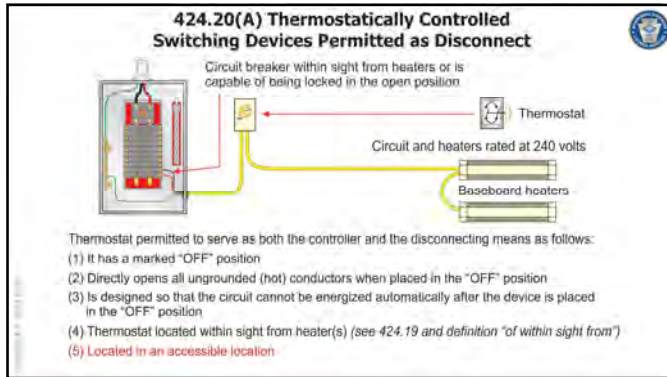 424.20(A) Thermostatically Controlled
Switching Devices Permitted as Disconnect
Circuit breaker within sight from heaters or is
capable of being locked in the open position
Thermostat
Circuit and heaters rated at 240 volts
Baseboard heaters
Thermostat permitted to serve as both the controller and the disconnecting means as follows:
(1) It has a marked “OFF” position
(2) Directly opens all ungrounded (hot) conductors when placed in the “OFF” position
(3) Is designed so that the circuit cannot be energized automatically after the device is placed
in the “OFF” position
(4) Thermostat located within sight from heater(s) (see 424.19 and definition “of within sight from”)
(5) Located in an accessible location